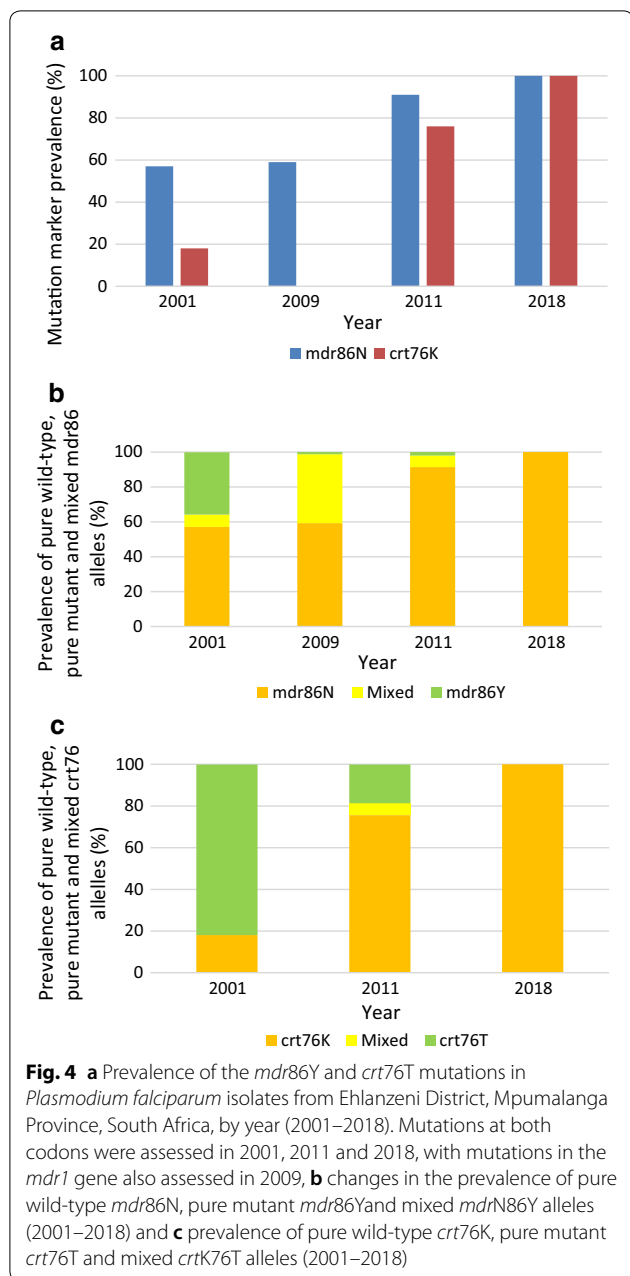 a
Mutation marker prevalence (%)
100
80
60
40
20
0
2001 2009 2011 2018
Year
mdr86N crt76K
b
Prevalence of pure wild-type,
pure mutant and mixed mdr86
alleles (%)
100
80
60
40
20
0
2001 2009 2011 2018
Year
mdr86N Mixed mdr86Y
c
Prevalence of pure wild-type,
pure mutant and mixed crt76
allelles (%)
100
80
60
40
20
0
2001 2011 2018
Year
crt76K Mixed crt76T
Fig. 4 a Prevalence of the mdr86Y and crt76T mutations in
Plasmodium falciparum isolates from Ehlanzeni District, Mpumalanga
Province, South Africa, by year (2001–2018). Mutations at both
codons were assessed in 2001, 2011 and 2018, with mutations in the
mdr1 gene also assessed in 2009, b changes in the prevalence of pure
wild-type mdr86N, pure mutant mdr86Yand mixed mdrN86Y alleles
(2001–2018) and c prevalence of pure wild-type crt76K, pure mutant
crt76T and mixed crtK76T alleles (2001–2018)